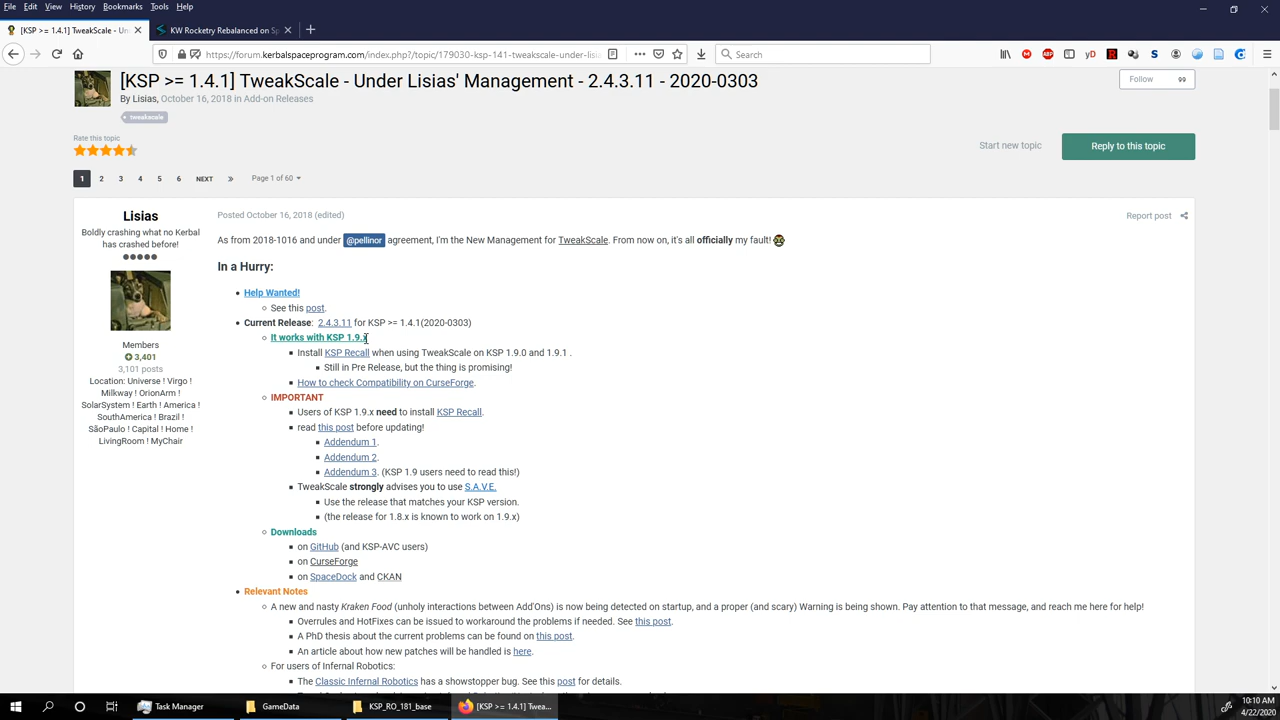 File Edit View History Bookmarks Tools Help
[KSP >= 1.4.1] TweakScale - Un
KW Rocketry Rebalanced on Sp
https://forum.kerbalspaceprogram.com/index.php?/topic/179030-ksp-141-tweakscale-under-lisia
Search
[KSP >= 1.4.1] TweakScale - Under Lisias' Management - 2.4.3.11 - 2020-0303
Follow 99
By Lisias, October 16, 2018 in Add-on Releases
tweakscale
Rate this topic
Start new topic
Reply to this topic
1 2 3 4 5 6 NEXT » Page 1 of 60
Lisias
Boldly crashing what no Kerbal
has crashed before!
Members
3,401
3,101 posts
Location: Universe ! Virgo !
Milkway ! OrionArm !
SolarSystem ! Earth ! America !
SouthAmerica ! Brazil !
SãoPaulo ! Capital ! Home !
LivingRoom ! MyChair
Posted October 16, 2018 (edited)
Report post
As from 2018-1016 and under @pellinor agreement, I'm the New Management for TweakScale. From now on, it's all officially my fault!
In a Hurry:
Help Wanted!
See this post.
Current Release: 2.4.3.11 for KSP >= 1.4.1(2020-0303)
It works with KSP 1.9.x
Install KSP Recall when using TweakScale on KSP 1.9.0 and 1.9.1 .
Still in Pre Release, but the thing is promising!
How to check Compatibility on CurseForge.
IMPORTANT
Users of KSP 1.9.x need to install KSP Recall.
read this post before updating!
Addendum 1.
Addendum 2.
Addendum 3. (KSP 1.9 users need to read this!)
TweakScale strongly advises you to use S.A.V.E.
Use the release that matches your KSP version.
(the release for 1.8.x is known to work on 1.9.x)
Downloads
on GitHub (and KSP-AVC users)
on CurseForge
on SpaceDock and CKAN
Relevant Notes
A new and nasty Kraken Food (unholy interactions between Add'Ons) is now being detected on startup, and a proper (and scary) Warning is being shown. Pay attention to that message, and reach me here for help!
Overrules and HotFixes can be issued to workaround the problems if needed. See this post.
A PhD thesis about the current problems can be found on this post.
An article about how new patches will be handled is here.
For users of Infernal Robotics:
The Classic Infernal Robotics has a showstopper bug. See this post for details.
Task Manager
GameData
KSP_RO_181_base
[KSP >= 1.4.1] Twea...
10:10 AM
4/22/2020